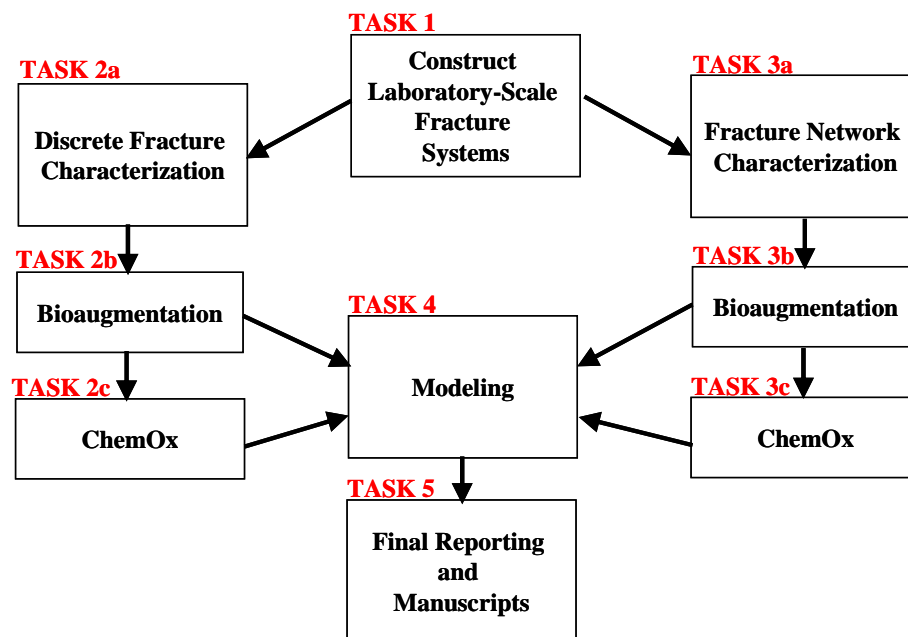 TASK 1
Construct
Laboratory-Scale
Fracture
Systems
TASK 2a
Discrete Fracture
Characterization
TASK 3a
Fracture Network
Characterization
TASK 2b
Bioaugmentation
TASK 3b
Bioaugmentation
TASK 4
Modeling
TASK 2c
ChemOx
TASK 3c
ChemOx
TASK 5
Final Reporting
and
Manuscripts